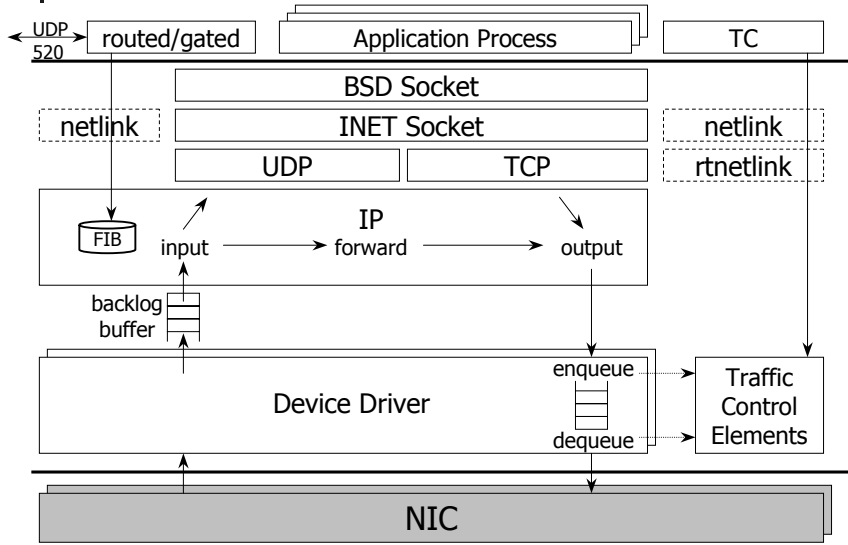 UDP
520
routed/gated
Application Process
TC
BSD Socket
netlink
INET Socket
netlink
UDP
TCP
rtnetlink
IP
FIB
input
forward
output
backlog
buffer
enqueue
Device Driver
dequeue
Traffic
Control
Elements
NIC